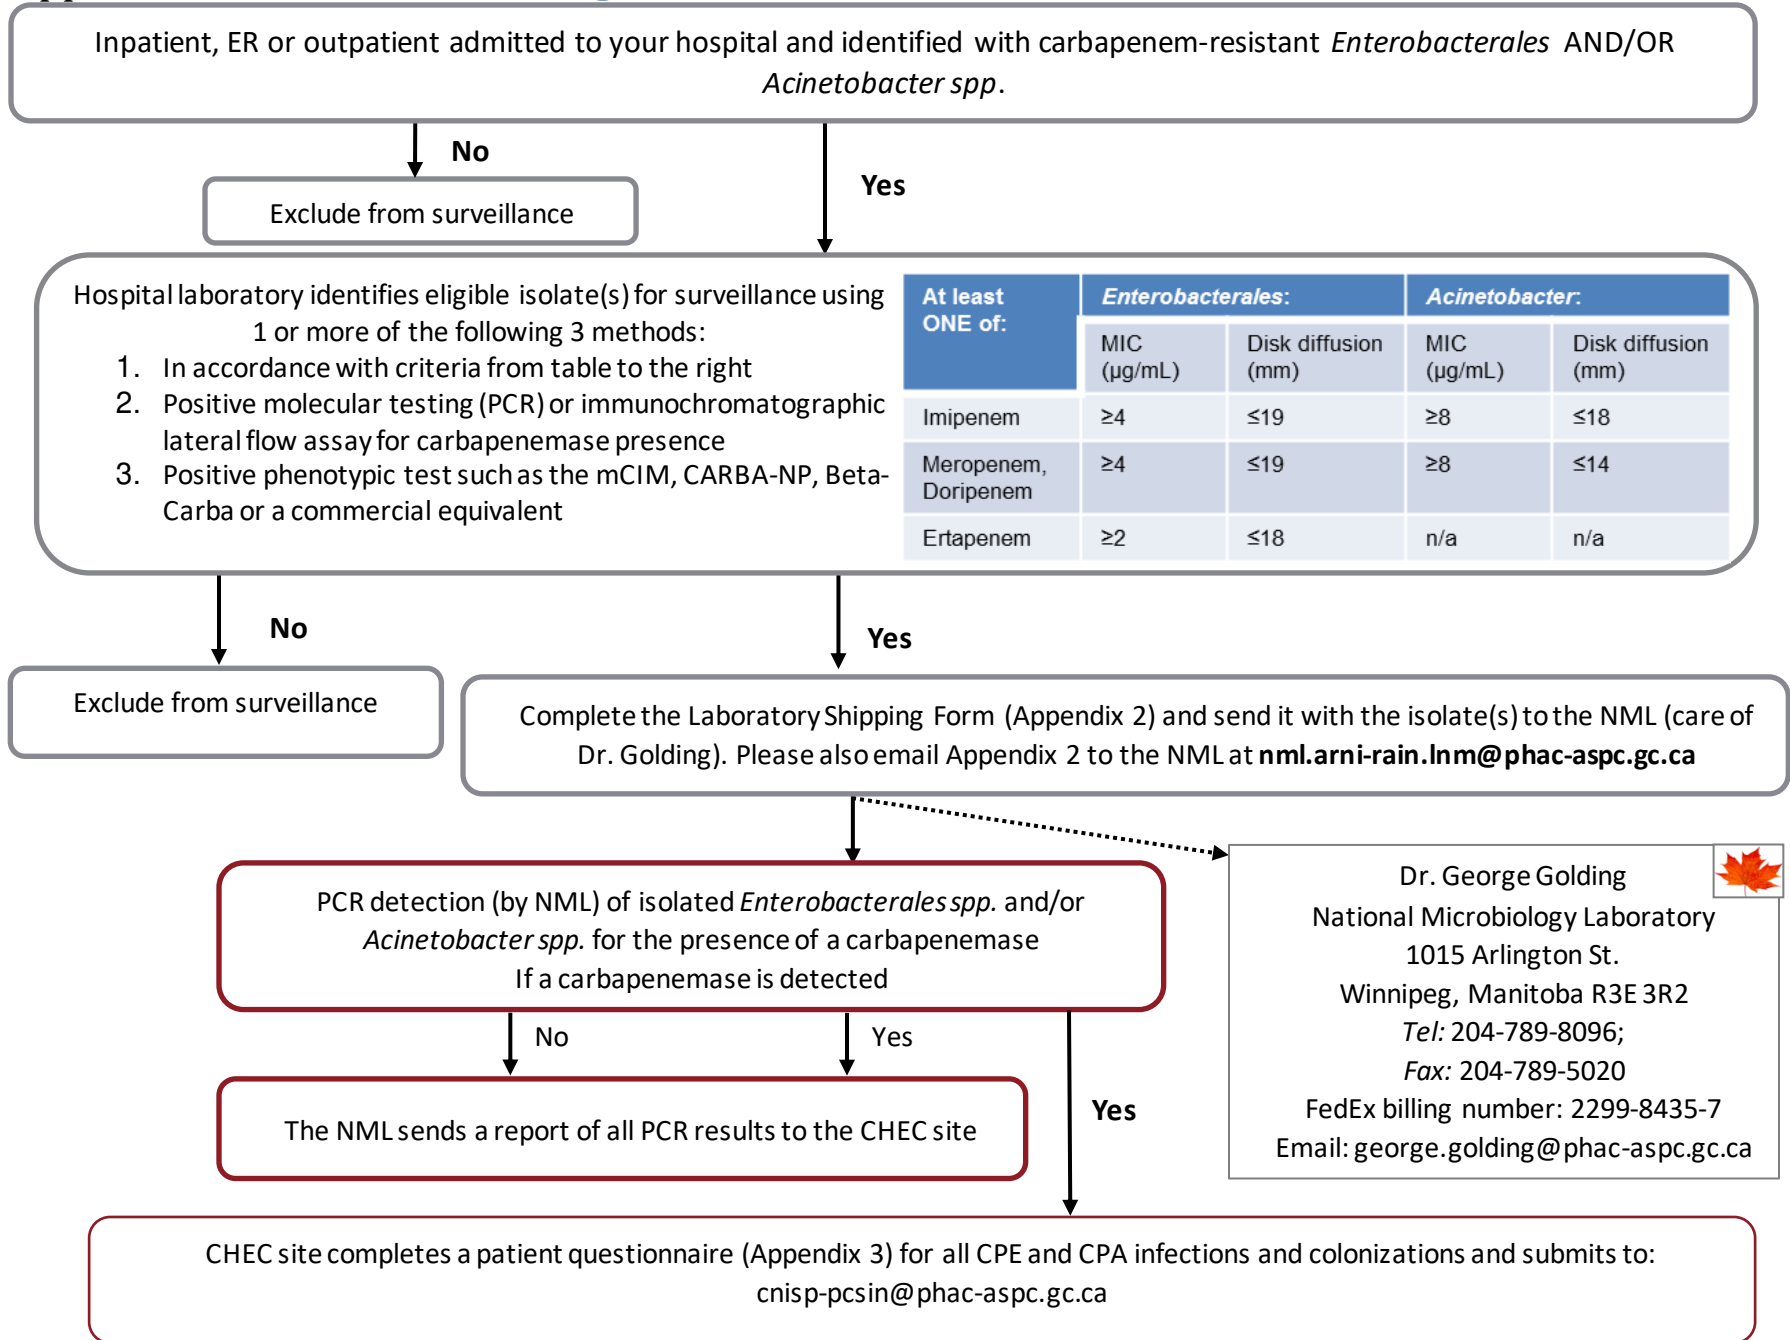 Inpatient, ER or outpatient admitted to your hospital and identified with carbapenem-resistant Enterobacterales AND/OR
Acinetobacter spp.
No
Yes
Exclude from surveillance
Hospital laboratory identifies eligible isolate(s) for surveillance using
1 or more of the following 3 methods:
1. In accordance with criteria from table to the right
2. Positive molecular testing (PCR) or immunochromatographic
lateral flow assay for carbapenemase presence
3. Positive phenotypic test such as the mCIM, CARBA-NP, Beta-
Carba or a commercial equivalent
At least ONE of: Enterobacterales: Acinetobacter:
MIC (µg/mL) Disk diffusion (mm) MIC (µg/mL) Disk diffusion (mm)
Imipenem ≥4 ≤19 ≥8 ≤18
Meropenem, Doripenem ≥4 ≤19 ≥8 ≤14
Ertapenem ≥2 ≤18 n/a n/a
No
Yes
Exclude from surveillance
Complete the Laboratory Shipping Form (Appendix 2) and send it with the isolate(s) to the NML (care of
Dr. Golding). Please also email Appendix 2 to the NML at nml.arni-rain.lnm@phac-aspc.gc.ca
PCR detection (by NML) of isolated Enterobacterales spp. and/or
Acinetobacter spp. for the presence of a carbapenemase
If a carbapenemase is detected
Dr. George Golding
National Microbiology Laboratory
1015 Arlington St.
Winnipeg, Manitoba R3E 3R2
Tel: 204-789-8096;
Fax: 204-789-5020
FedEx billing number: 2299-8435-7
Email: george.golding@phac-aspc.gc.ca
No
Yes
Yes
The NML sends a report of all PCR results to the CHEC site
CHEC site completes a patient questionnaire (Appendix 3) for all CPE and CPA infections and colonizations and submits to:
cnisp-pcsin@phac-aspc.gc.ca